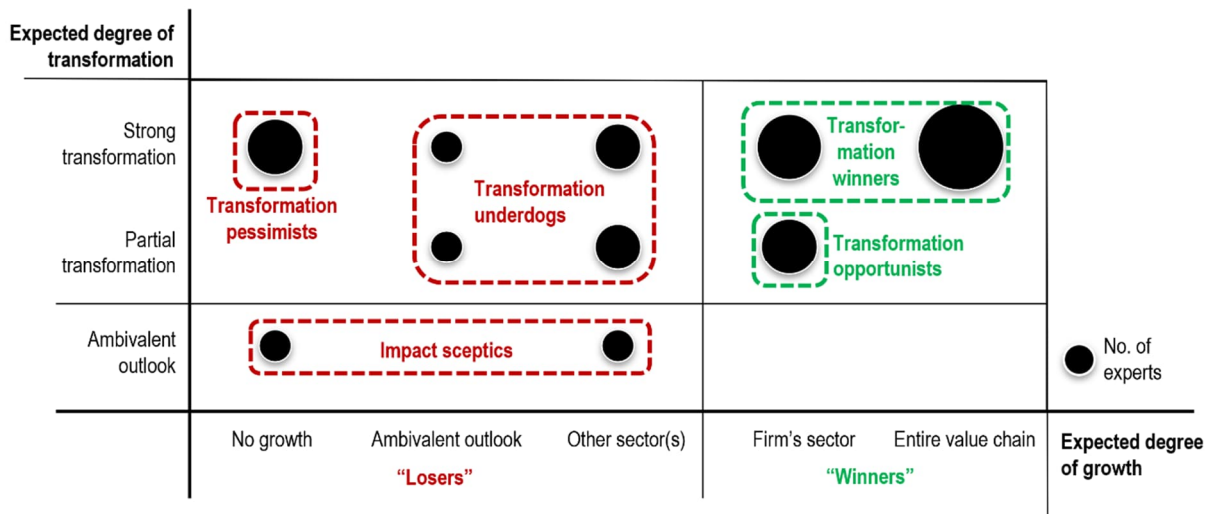 Expected degree of
transformation
Strong
transformation
Transfor-
mation
winners
Transformation
pessimists
Transformation
underdogs
Partial
transformation
Transformation
opportunists
Ambivalent
outlook
Impact sceptics
No. of
experts
No growth
Ambivalent outlook
Other sector(s)
Firm's sector
Entire value chain
Expected degree
of growth
“Losers”
“Winners”